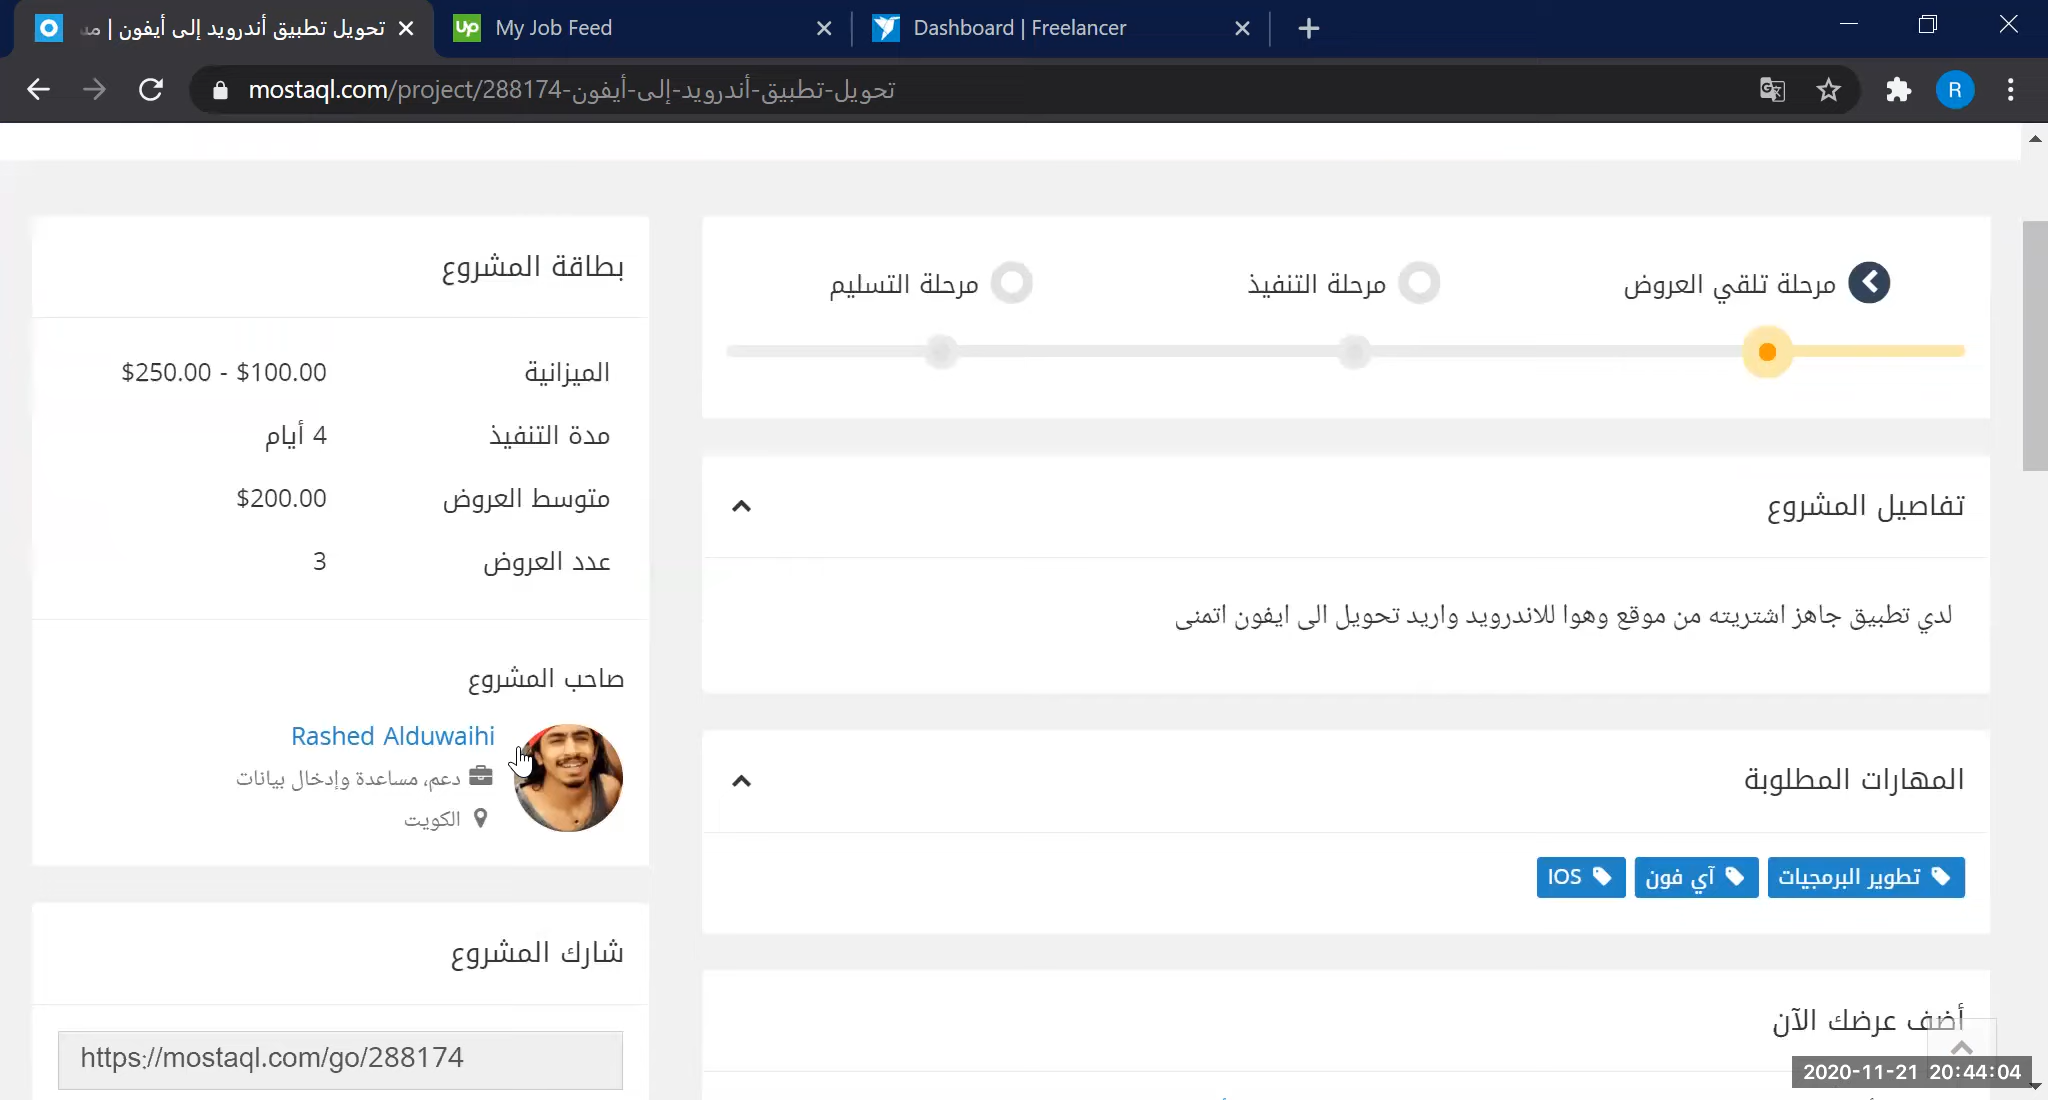 تحويل تطبيق أندرويد إلى أيفون | مس
My Job Feed
Dashboard | Freelancer
mostaql.com/project/288174-تحويل-تطبيق-أندرويد-إلى-أيفون
R
مرحلة تلقي العروض
مرحلة التنفيذ
مرحلة التسليم
تفاصيل المشروع
لدي تطبيق جاهز اشتريته من موقع وهوا للاندرويد واريد تحويل الى ايفون اتمنى
المهارات المطلوبة
تطوير البرمجيات
آي فون
IOS
أضف عرضك الآن
بطاقة المشروع
الميزانية $100.00 - $250.00
مدة التنفيذ 4 أيام
متوسط العروض $200.00
عدد العروض 3
صاحب المشروع
Rashed Alduwaihi
دعم، مساعدة وإدخال بيانات
الكويت
شارك المشروع
https://mostaql.com/go/288174
2020-11-21 20:44:04